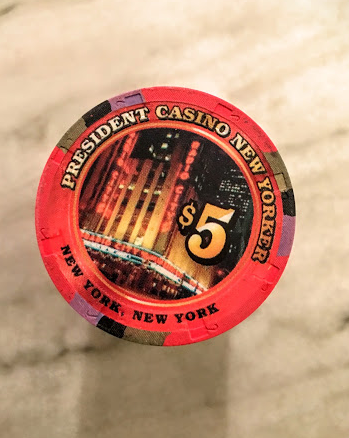 PRESIDENT CASINO NEW YORKER
$5
NEW YORK, NEW YORK